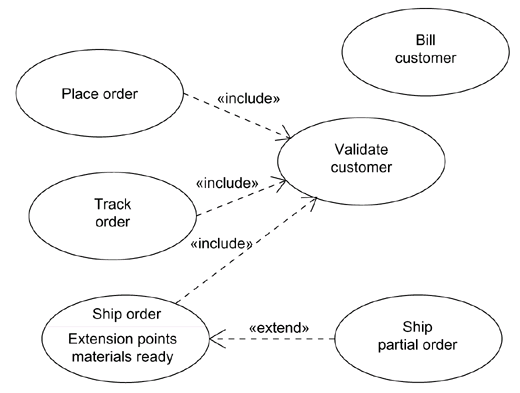 Bill
customer
Place order
«include»
Validate
customer
«include»
Track
order
«include»
Ship order
Extension points
materials ready
«extend»
Ship
partial order